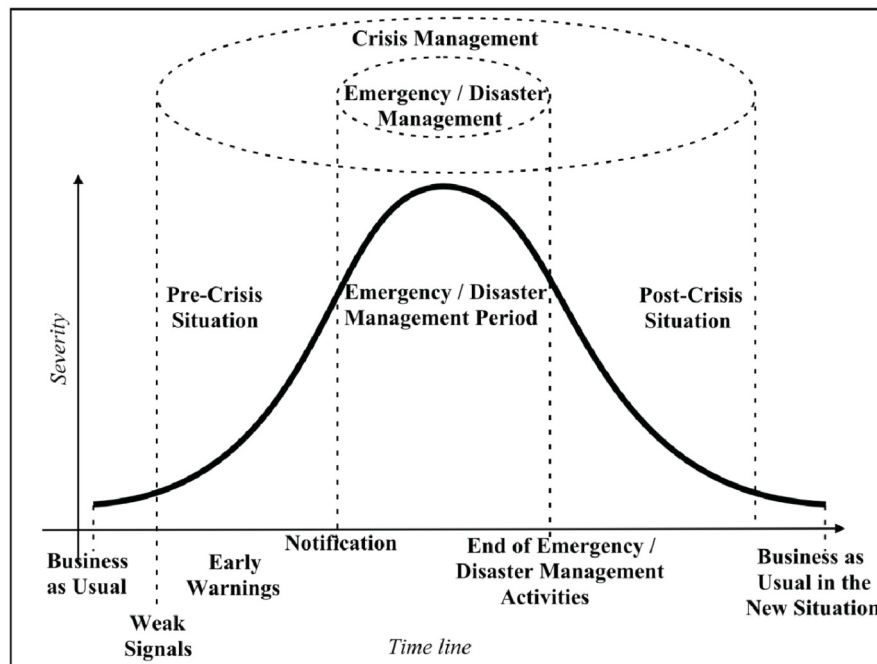 Crisis Management
Emergency / Disaster
Management
Pre-Crisis
Situation
Emergency / Disaster
Management Period
Post-Crisis
Situation
Severity
Business
as Usual
Weak
Signals
Early
Warnings
Notification
End of Emergency /
Disaster Management
Activities
Business as
Usual in the
New Situation
Time line